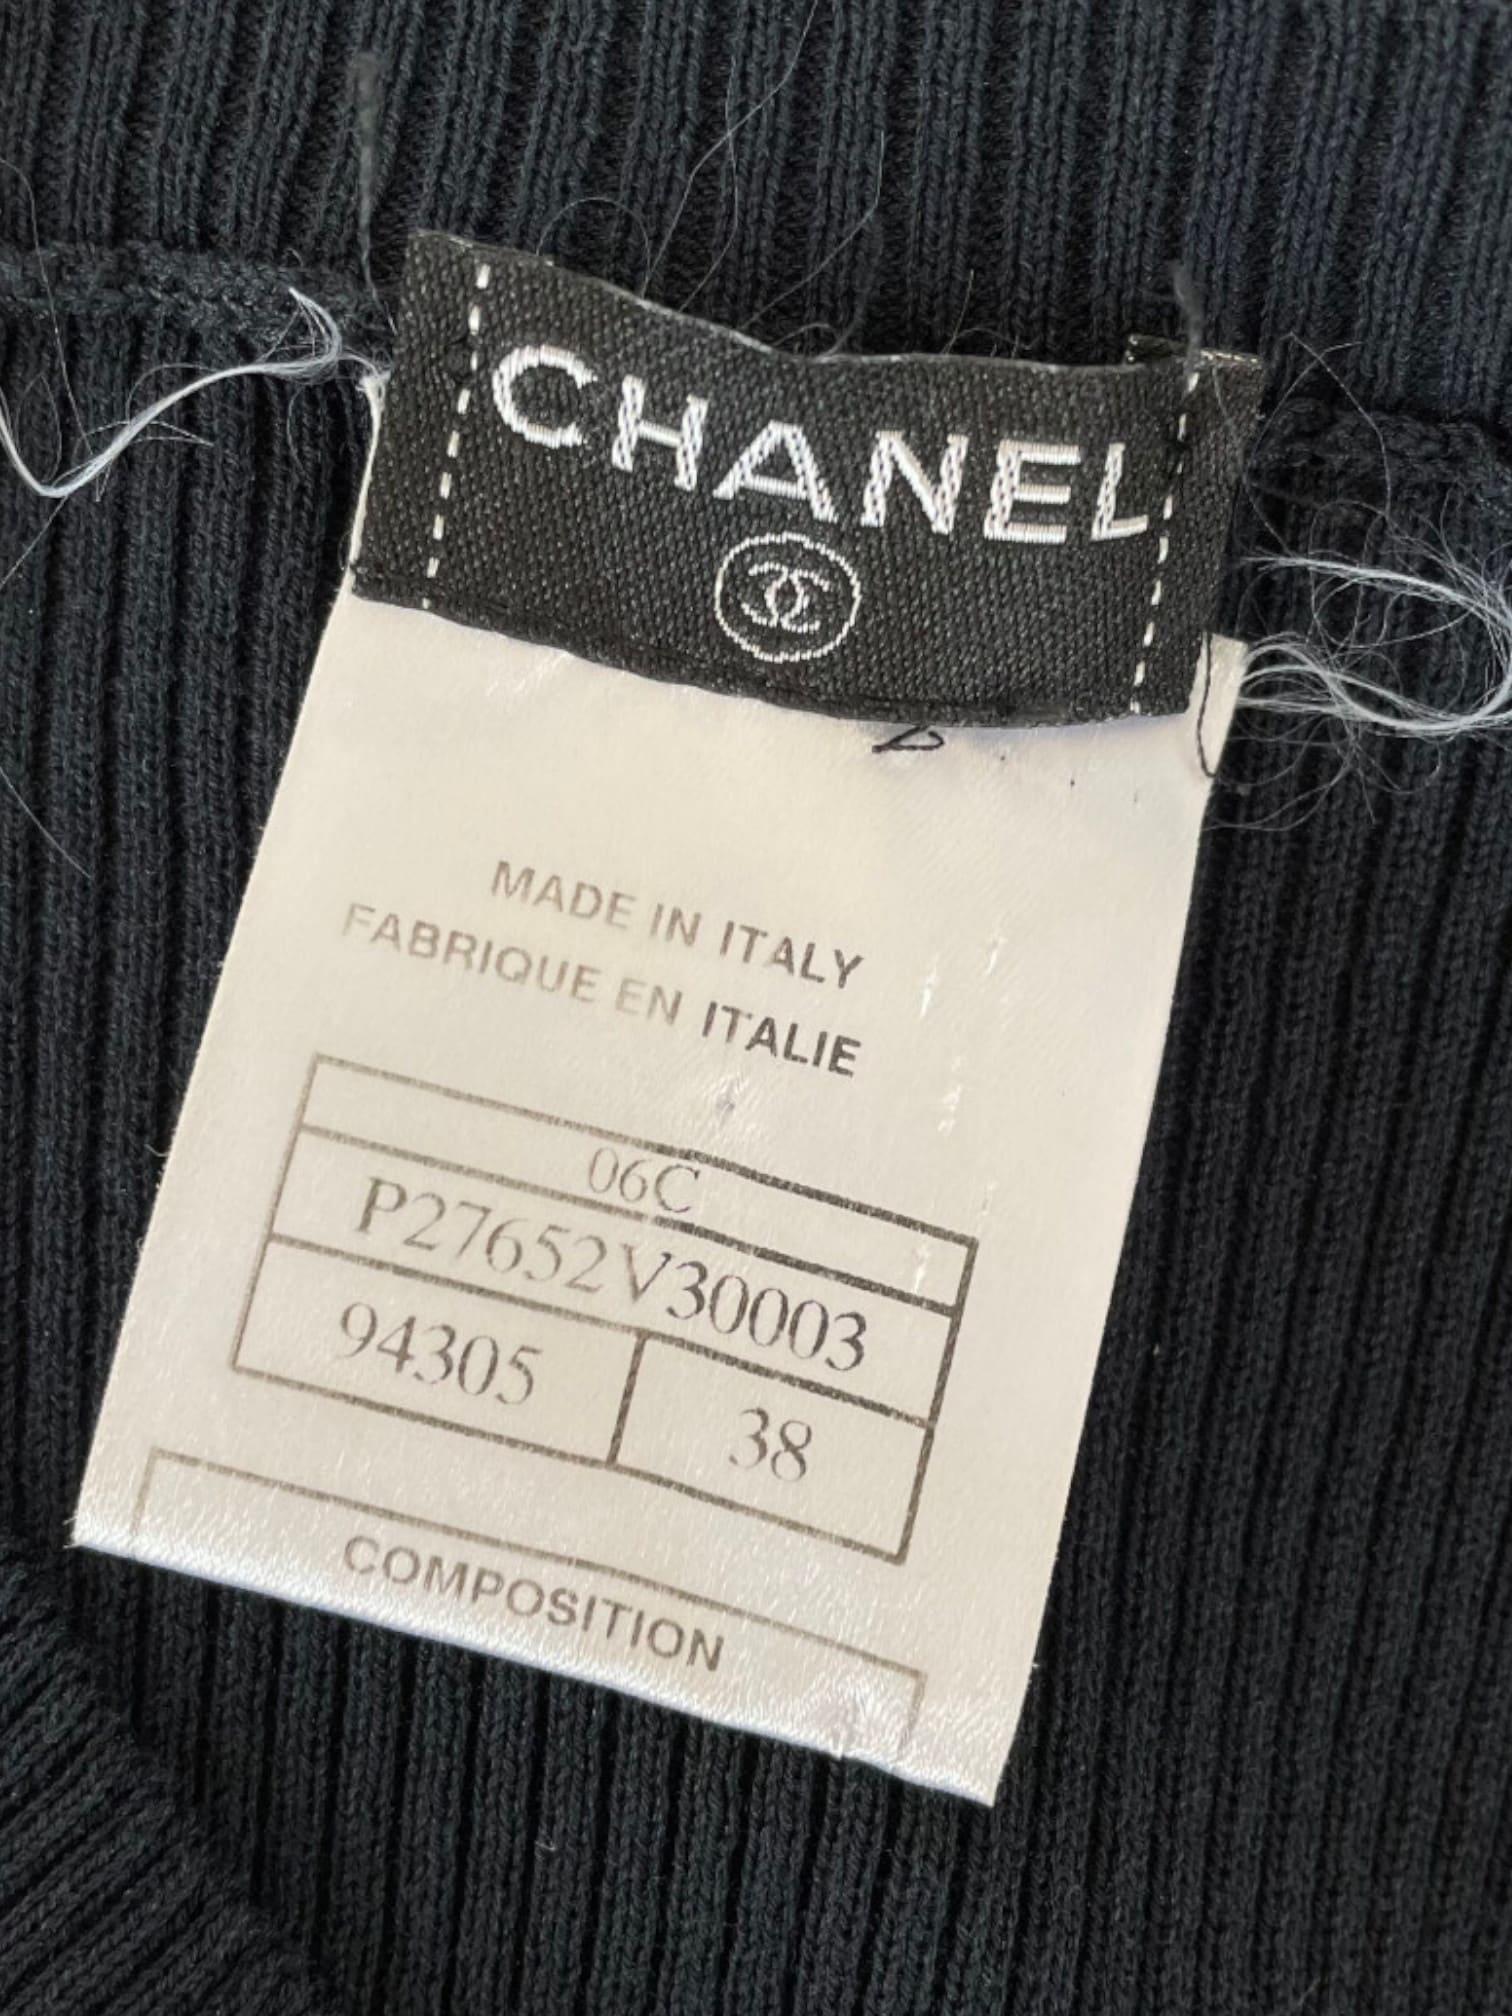 CHANEL
MADE IN ITALY
FABRIQUE EN ITALIE
06C
P27652V30003
94305 38
COMPOSITION